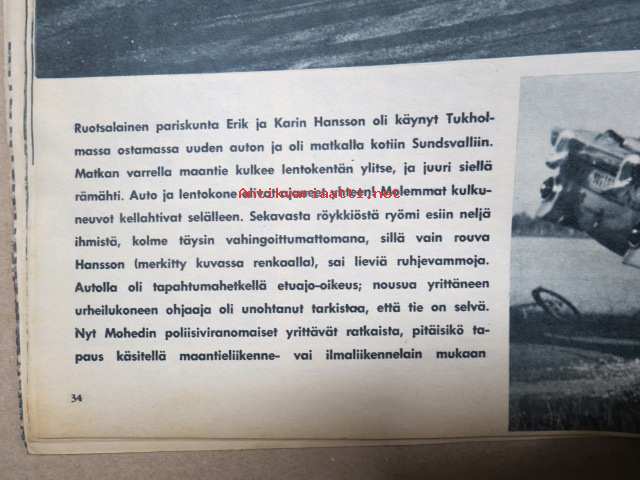 Ruotsalainen pariskunta Erik ja Karin Hansson oli käynyt Tukhol-
massa ostamassa uuden auton ja oli matkalla kotiin Sundsvalliin.
Matkan varrella maantie kulkee lentokentän ylitse, ja juuri siellä
rämähti. Auto ja lentokone yhteen! Molemmat kulku-
neuvot kellahtivat selälleen. Sekavasta röykkiöstä ryömi esiin neljä
ihmistä, kolme täysin vahingoittumattomana, sillä vain rouva
Hansson (merkitty kuvassa renkaalla), sai lieviä ruhjevammoja.
Autolla oli tapahtumahetkellä etuajo-oikeus; nousua yrittäneen
urheilukoneen ohjaaja oli unohtanut tarkistaa, että tie on selvä.
Nyt Mohedin poliisiviranomaiset yrittävät ratkaista, pitäisikö ta-
paus käsitellä maantieliikenne- vai ilmaliikennelain mukaan
34